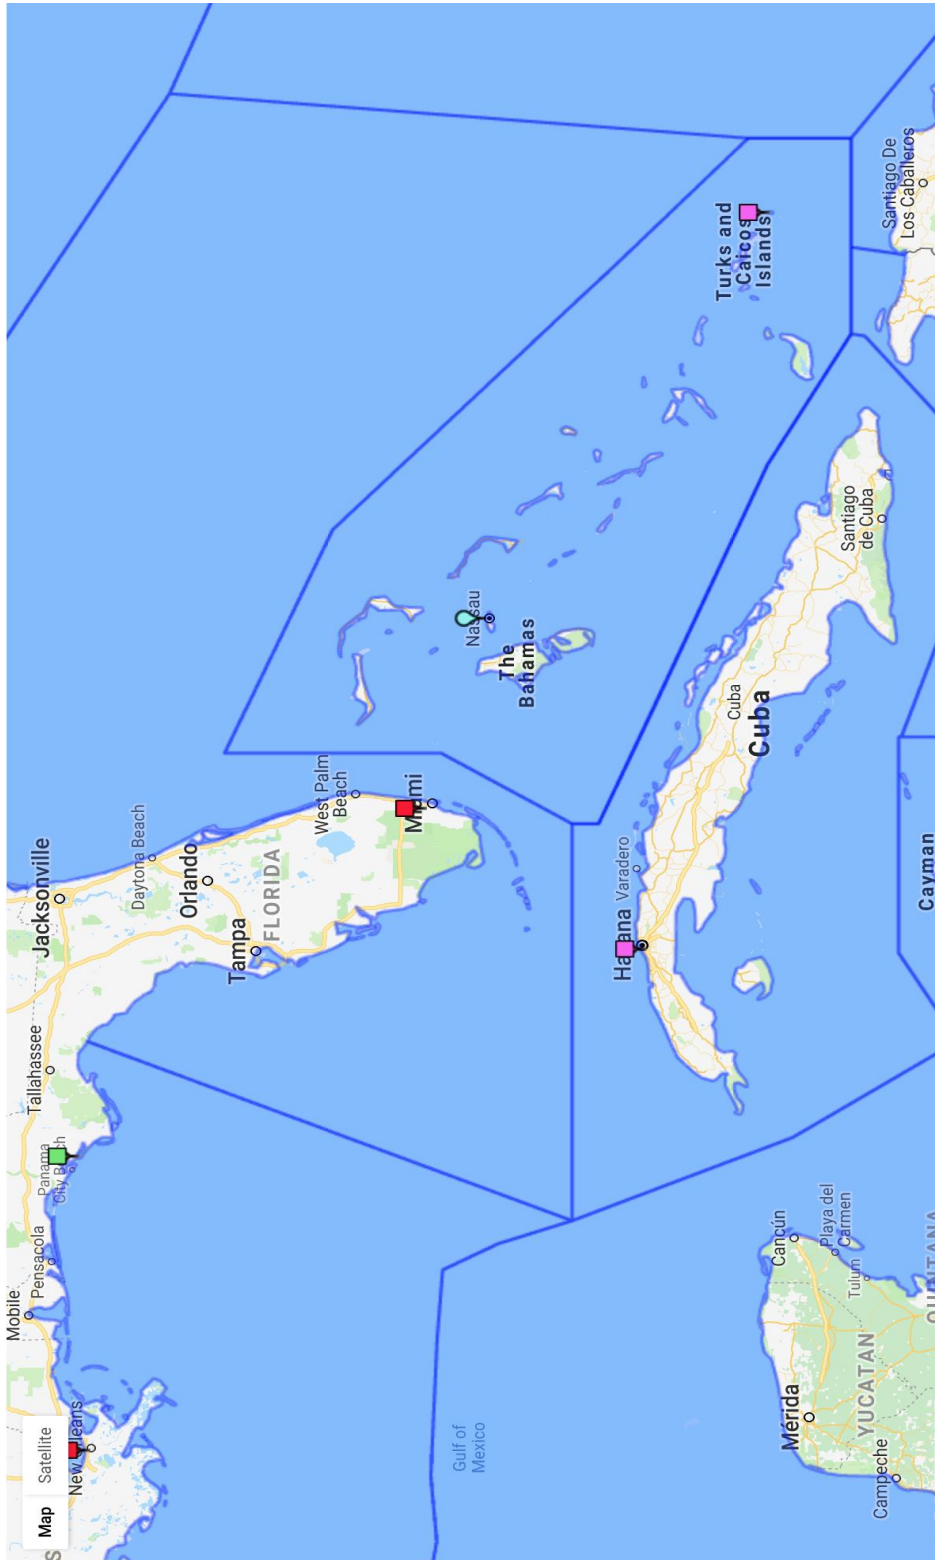 Map
Satellite
S
New Orleans
Mobile
Pensacola
Panama
City Beach
Tallahassee
Jacksonville
Daytona Beach
Orlando
Tampa
FLORIDA
West Palm
Beach
Miami
Gulf of
Mexico
Nassau
The
Bahamas
Turks and
Caicos
Islands
Havana
Varadero
Cuba
Cuba
Santiago
de Cuba
Santiago De
Los Caballeros
Cayman
Cancún
Playa del
Carmen
Tulum
Mérida
YUCATAN
Campeche
QUINTANA